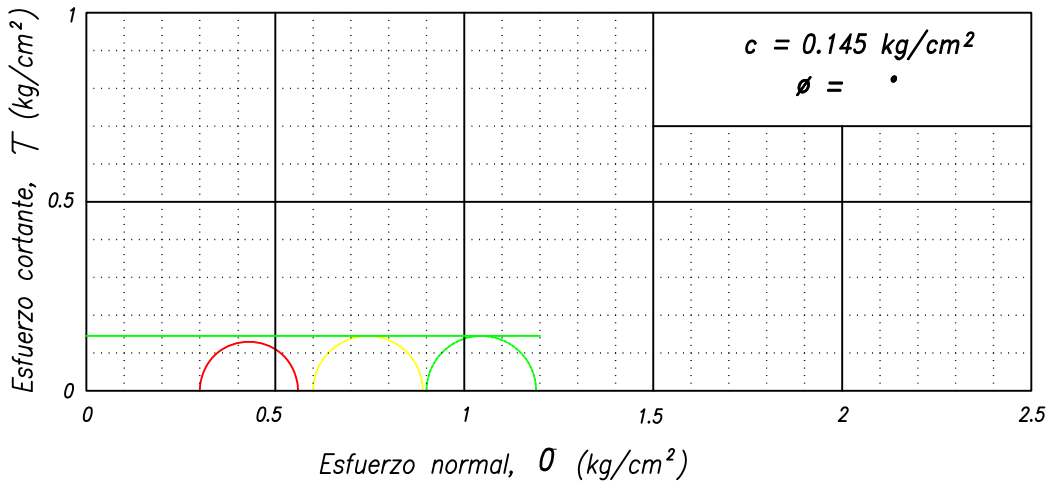 1
c = 0.145 kg/cm²
ø = °
Esfuerzo cortante, τ (kg/cm²)
0.5
0
0 0.5 1 1.5 2 2.5
Esfuerzo normal, σ (kg/cm²)